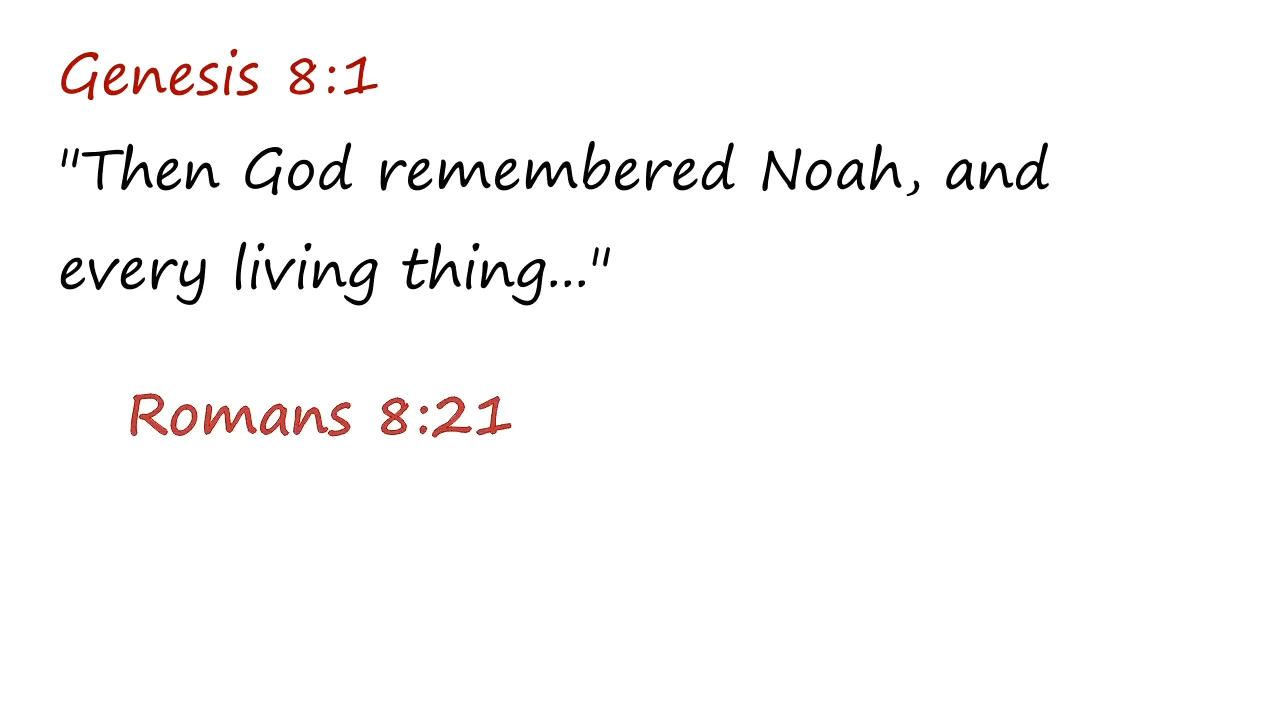 Genesis 8:1
"Then God remembered Noah, and
every living thing..."
Romans 8:21